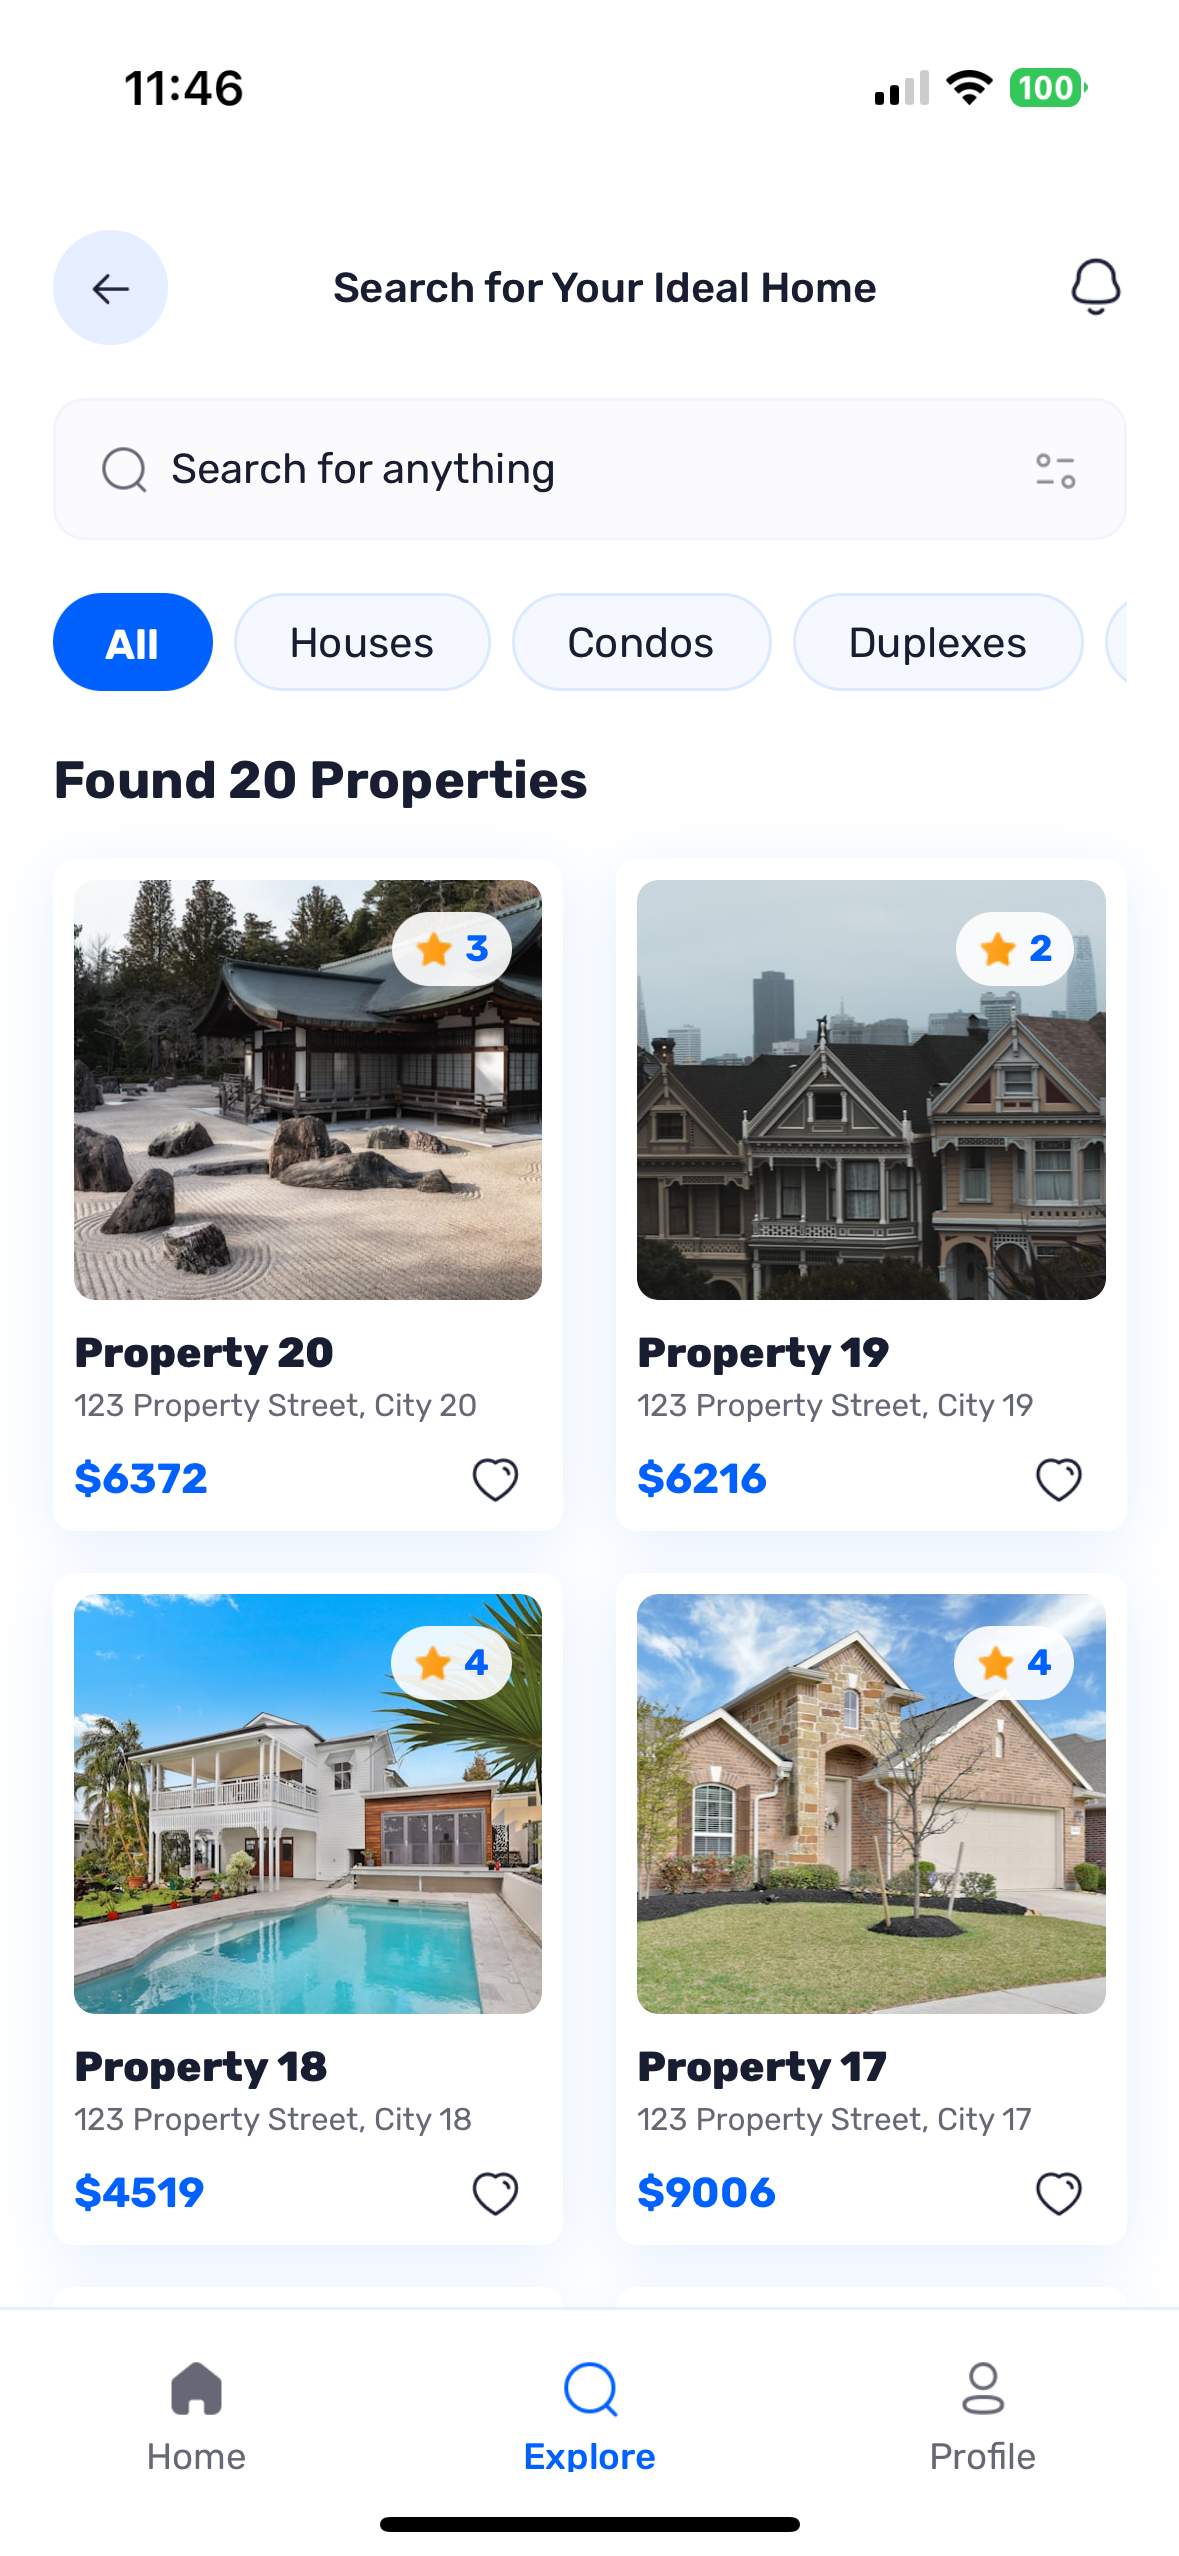 11:46
100
Search for Your Ideal Home
Search for anything
All
Houses
Condos
Duplexes
Found 20 Properties
3
2
Property 20
123 Property Street, City 20
$6372
Property 19
123 Property Street, City 19
$6216
4
4
Property 18
123 Property Street, City 18
$4519
Property 17
123 Property Street, City 17
$9006
Home
Explore
Profile